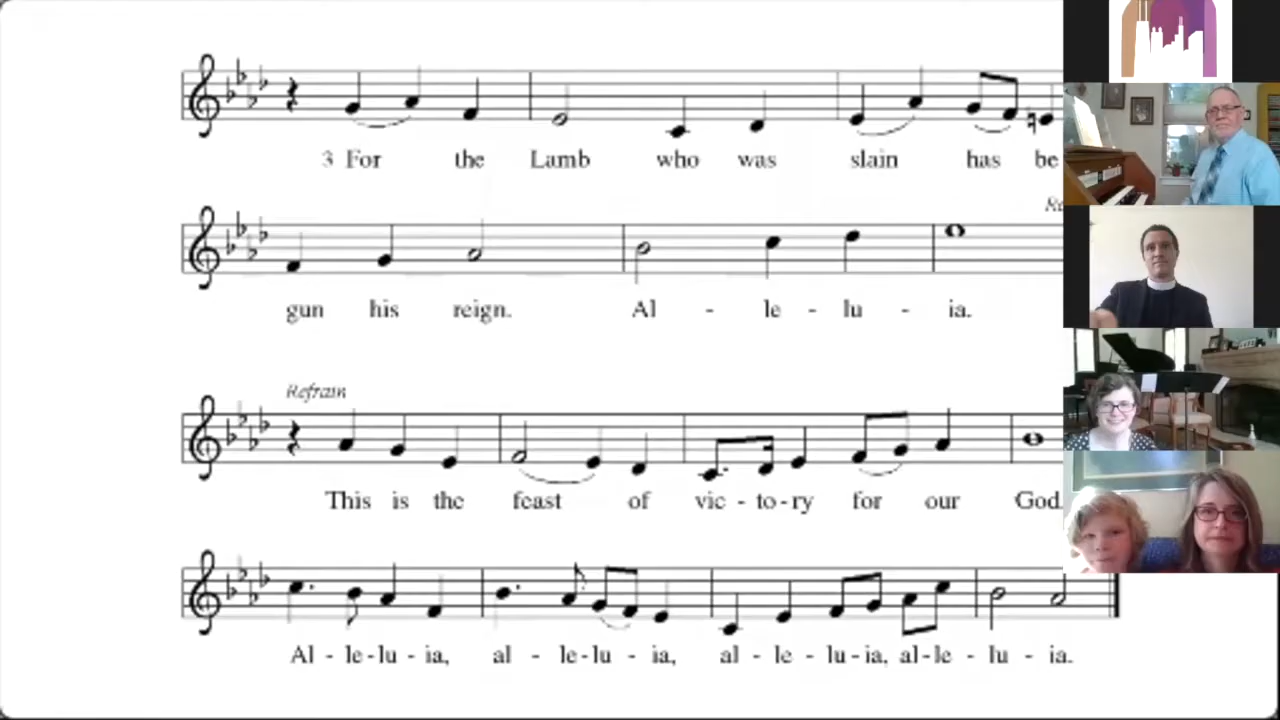 3 For the Lamb who was slain has be
gun his reign. Al - le - lu - ia.
Refrain
This is the feast of vic - to - ry for our God
Al - le - lu - ia, al - le - lu - ia, al - le - lu - ia, al - le - lu - ia.